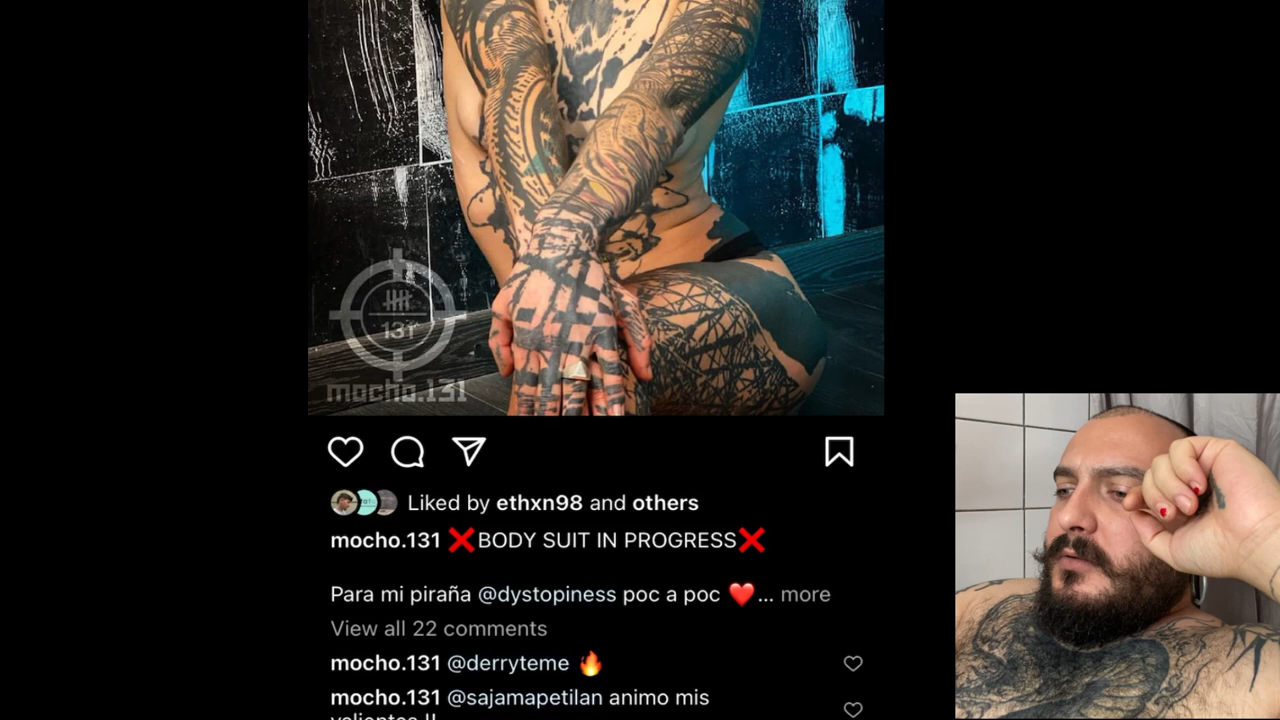 131
mocho.131
Liked by ethxn98 and others
mocho.131 ❌BODY SUIT IN PROGRESS❌
Para mi piraña @dystopiness poc a poc ❤️... more
View all 22 comments
mocho.131 @derryteme 🔥
mocho.131 @sajamapetilan animo mis